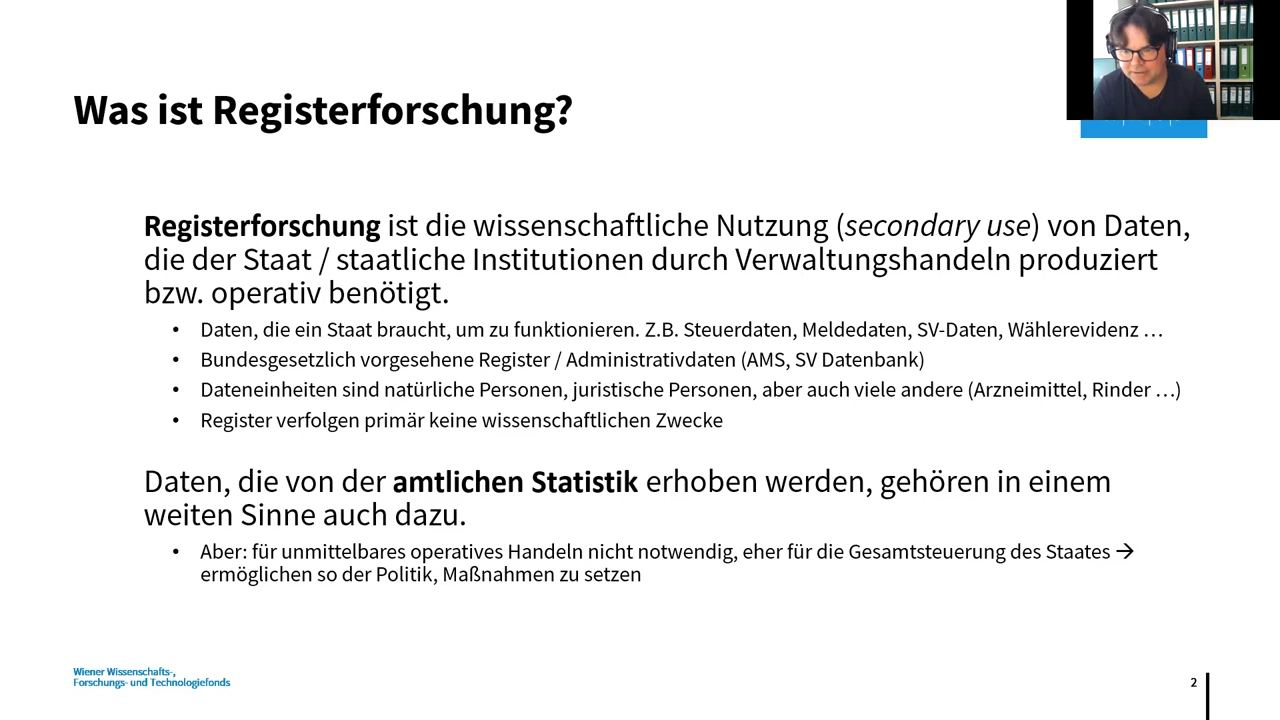 Was ist Registerforschung?
Registerforschung ist die wissenschaftliche Nutzung (secondary use) von Daten,
die der Staat / staatliche Institutionen durch Verwaltungshandeln produziert
bzw. operativ benötigt.
• Daten, die ein Staat braucht, um zu funktionieren. Z.B. Steuerdaten, Meldedaten, SV-Daten, Wählerevidenz …
• Bundesgesetzlich vorgesehene Register / Administrativdaten (AMS, SV Datenbank)
• Dateneinheiten sind natürliche Personen, juristische Personen, aber auch viele andere (Arzneimittel, Rinder …)
• Register verfolgen primär keine wissenschaftlichen Zwecke
Daten, die von der amtlichen Statistik erhoben werden, gehören in einem
weiten Sinne auch dazu.
• Aber: für unmittelbares operatives Handeln nicht notwendig, eher für die Gesamtsteuerung des Staates →
ermöglichen so der Politik, Maßnahmen zu setzen
Wiener Wissenschafts-,
Forschungs- und Technologiefonds
2